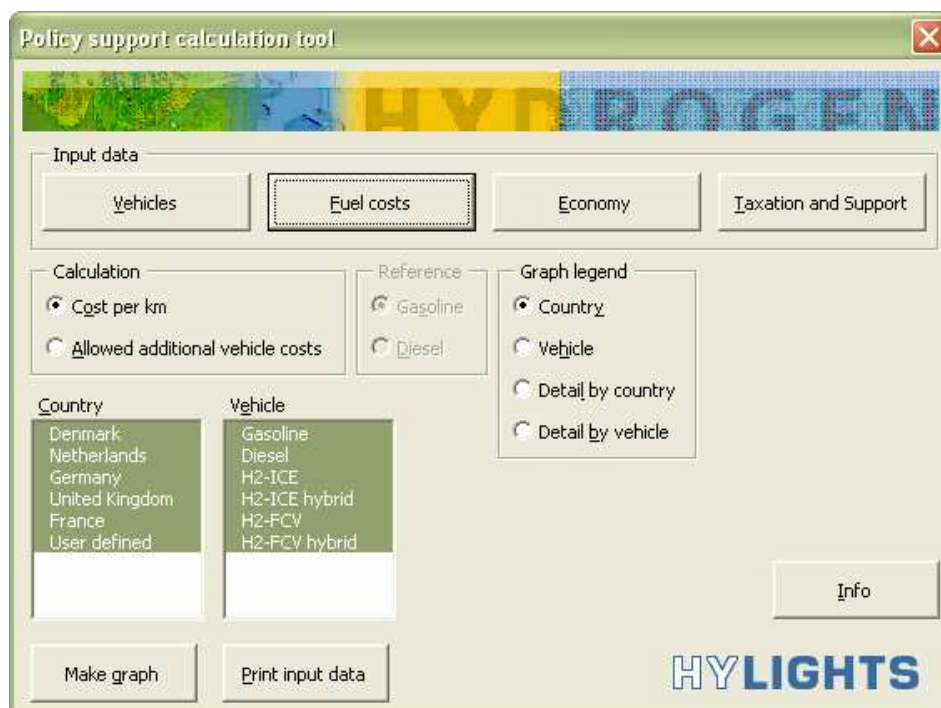 Policy support calculation tool
HYDROGEN
Input data
Vehicles
Fuel costs
Economy
Taxation and Support
Calculation
Cost per km
Allowed additional vehicle costs
Reference
Gasoline
Diesel
Graph legend
Country
Vehicle
Detail by country
Detail by vehicle
Country
Denmark
Netherlands
Germany
United Kingdom
France
User defined
Vehicle
Gasoline
Diesel
H2-ICE
H2-ICE hybrid
H2-FCV
H2-FCV hybrid
Info
Make graph
Print input data
HYLIGHTS